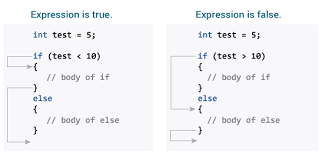 Expression is true.
int test = 5;
if (test < 10)
{
// body of if
}
else
{
// body of else
}
Expression is false.
int test = 5;
if (test > 10)
{
// body of if
}
else
{
// body of else
}